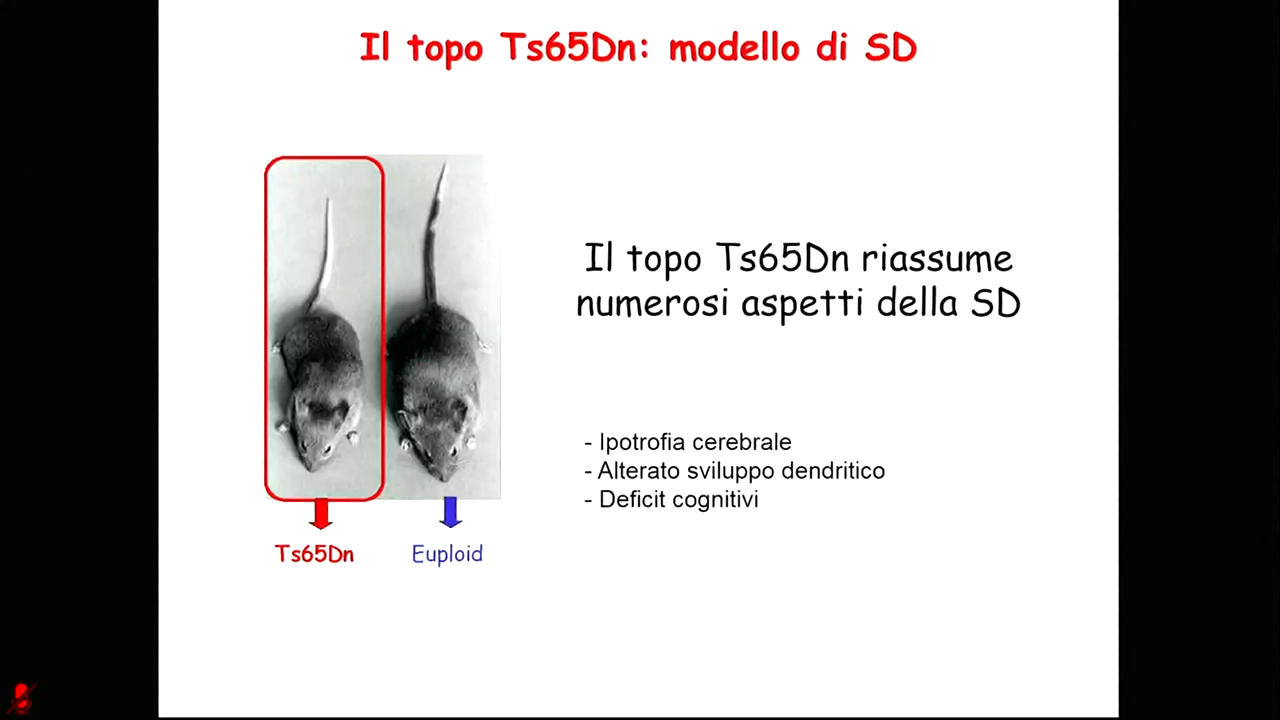 Il topo Ts65Dn: modello di SD
Il topo Ts65Dn riassume
numerosi aspetti della SD
- Ipotrofia cerebrale
- Alterato sviluppo dendritico
- Deficit cognitivi
Ts65Dn
Euploid